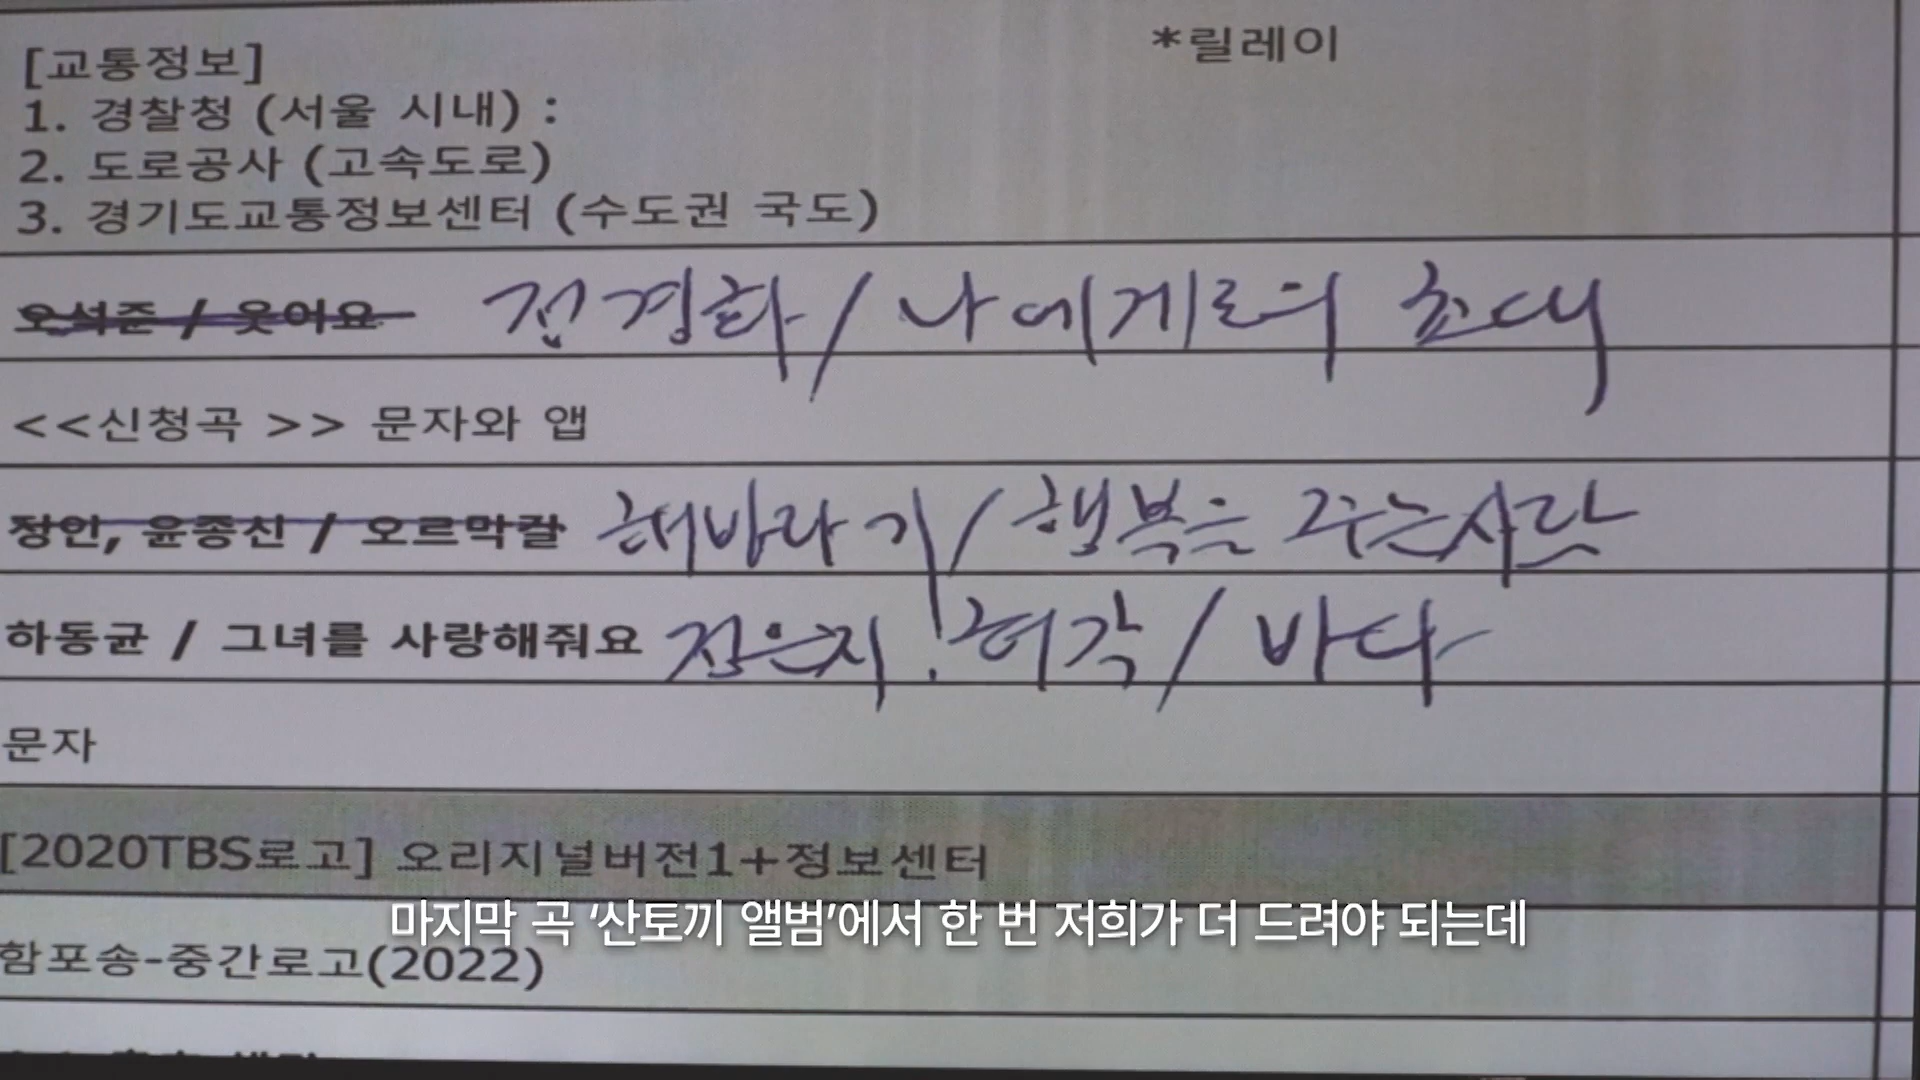 [교통정보]
*릴레이
1. 경찰청 (서울 시내) :
2. 도로공사 (고속도로)
3. 경기도교통정보센터 (수도권 국도)
오석준 / 웃어요 정경화 / 나에게로의 초대
<<신청곡 >> 문자와 앱
정인, 윤종신 / 오르막길 해바라기 / 행복을 주는 사람
하동균 / 그녀를 사랑해줘요 정은지. 허각 / 바다
문자
[2020TBS로고] 오리지널버전1+정보센터
마지막 곡 '산토끼 앨범'에서 한 번 저희가 더 드려야 되는데
함포송-중간로고(2022)